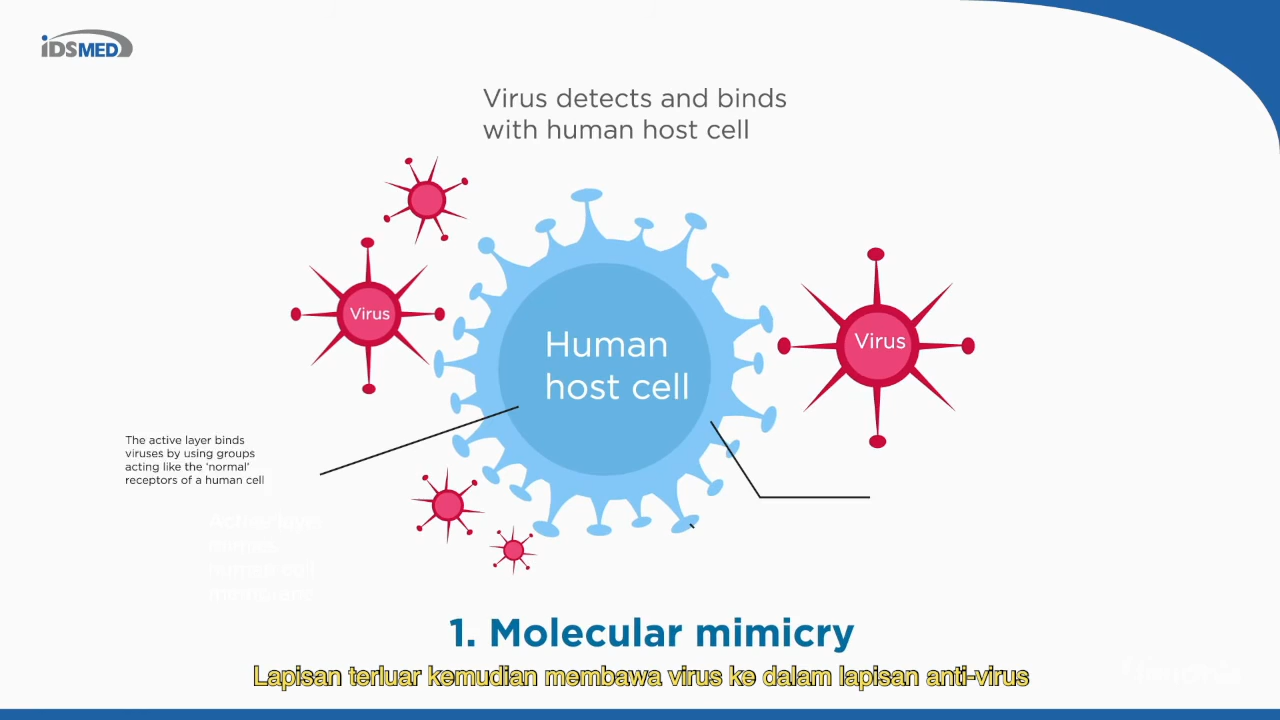 iDSMED
Virus detects and binds
with human host cell
Virus
Human
host cell
Virus
The active layer binds
viruses by using groups
acting like the ‘normal’
receptors of a human cell
1. Molecular mimicry
Lapisan terluar kemudian membawa virus ke dalam lapisan anti-virus